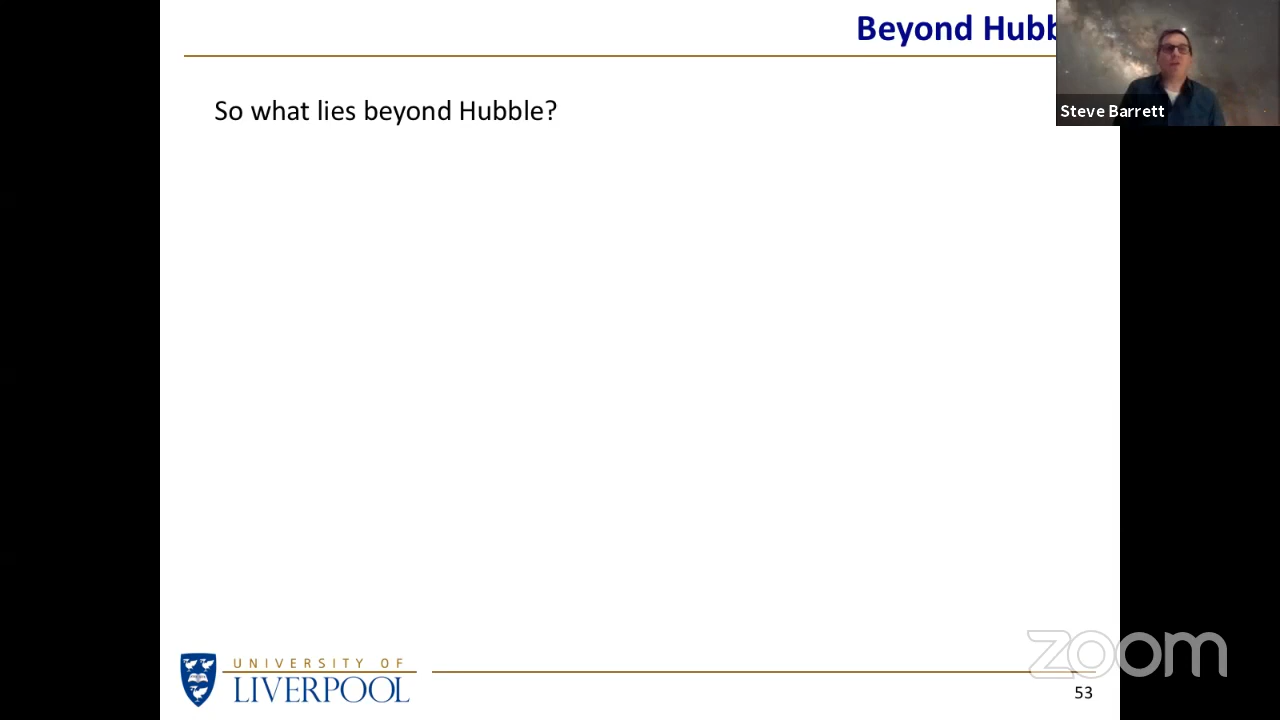 Beyond Hubb
Steve Barrett
So what lies beyond Hubble?
UNIVERSITY OF
LIVERPOOL
zoom
53